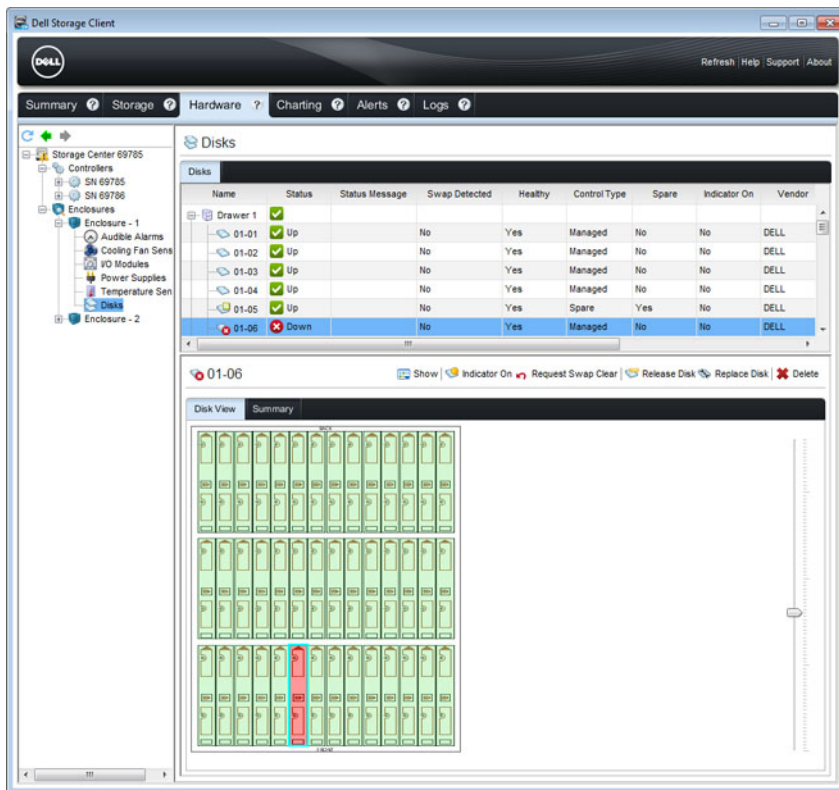 Dell Storage Client
DELL
Refresh Help Support About
Summary ? Storage ? Hardware ? Charting ? Alerts ? Logs ?
Storage Center 69785
Controllers
SN 69785
SN 69786
Enclosures
Enclosure - 1
Audible Alarms
Cooling Fan Sens
I/O Modules
Power Supplies
Temperature Sen
Disks
Enclosure - 2
Disks
Disks
Name Status Status Message Swap Detected Healthy Control Type Spare Indicator On Vendor
Drawer 1
01-01 Up No Yes Managed No No DELL
01-02 Up No Yes Managed No No DELL
01-03 Up No Yes Managed No No DELL
01-04 Up No Yes Managed No No DELL
01-05 Up No Yes Spare Yes No DELL
01-06 Down No Yes Managed No No DELL
01-06
Show Indicator On Request Swap Clear Release Disk Replace Disk Delete
Disk View Summary